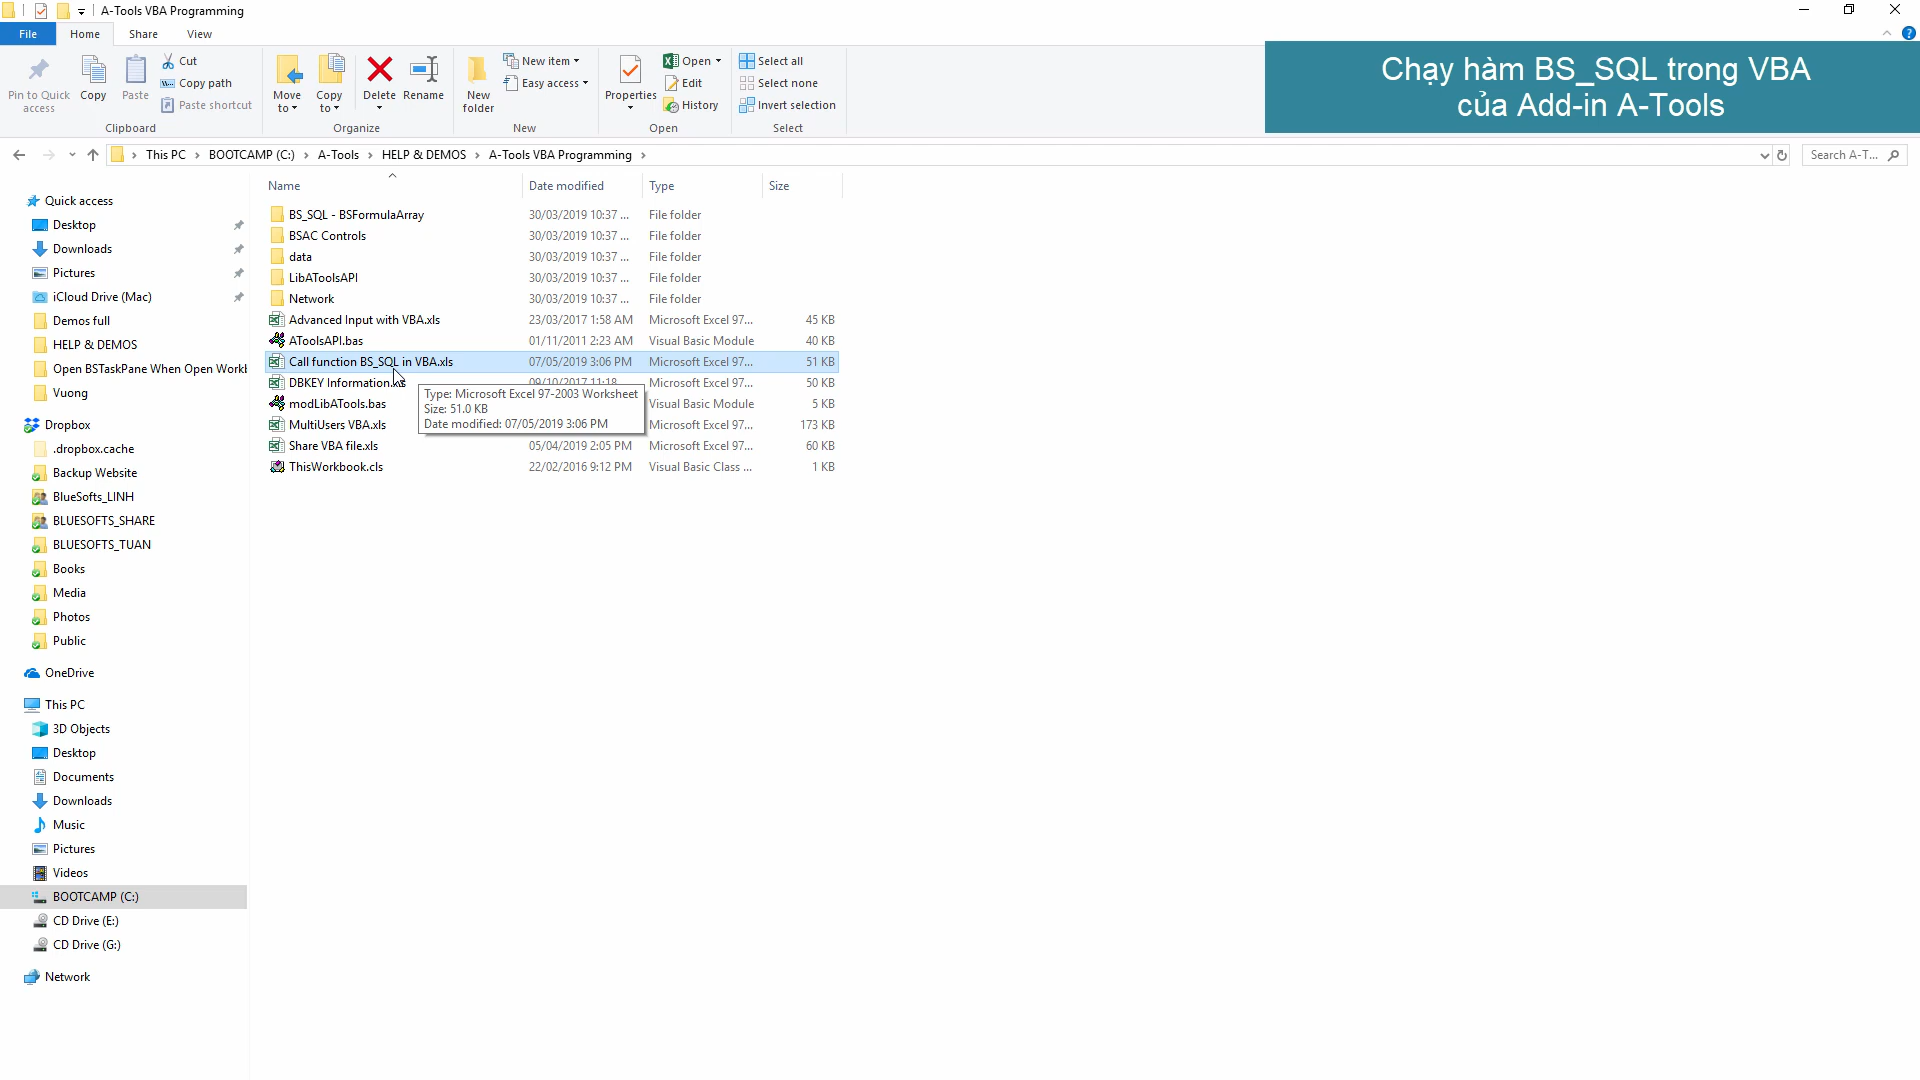 A-Tools VBA Programming
File
Home
Share
View
Pin to Quick
access
Copy
Paste
Cut
Copy path
Paste shortcut
Clipboard
Move
to
Copy
to
Delete
Rename
Organize
New
folder
New item
Easy access
New
Properties
Open
Edit
History
Open
Select all
Select none
Invert selection
Select
Chạy hàm BS_SQL trong VBA
của Add-in A-Tools
This PC > BOOTCAMP (C:) > A-Tools > HELP & DEMOS > A-Tools VBA Programming >
Search A-T...
Name Date modified Type Size
BS_SQL - BSFormulaArray 30/03/2019 10:37 ... File folder
BSAC Controls 30/03/2019 10:37 ... File folder
data 30/03/2019 10:37 ... File folder
LibAToolsAPI 30/03/2019 10:37 ... File folder
Network 30/03/2019 10:37 ... File folder
Advanced Input with VBA.xls 23/03/2017 1:58 AM Microsoft Excel 97... 45 KB
AToolsAPI.bas 01/11/2011 2:23 AM Visual Basic Module 40 KB
Call function BS_SQL in VBA.xls 07/05/2019 3:06 PM Microsoft Excel 97... 51 KB
DBKEY Information. Microsoft Excel 97... 50 KB
modLibATools.bas Visual Basic Module 5 KB
MultiUsers VBA.xls Microsoft Excel 97... 173 KB
Share VBA file.xls 05/04/2019 2:05 PM Microsoft Excel 97... 60 KB
ThisWorkbook.cls 22/02/2016 9:12 PM Visual Basic Class ... 1 KB
Type: Microsoft Excel 97-2003 Worksheet
Size: 51.0 KB
Date modified: 07/05/2019 3:06 PM
Quick access
Desktop
Downloads
Pictures
iCloud Drive (Mac)
Demos full
HELP & DEMOS
Open BSTaskPane When Open Workb
Vuong
Dropbox
.dropbox.cache
Backup Website
BlueSofts_LINH
BLUESOFTS_SHARE
BLUESOFTS_TUAN
Books
Media
Photos
Public
OneDrive
This PC
3D Objects
Desktop
Documents
Downloads
Music
Pictures
Videos
BOOTCAMP (C:)
CD Drive (E:)
CD Drive (G:)
Network